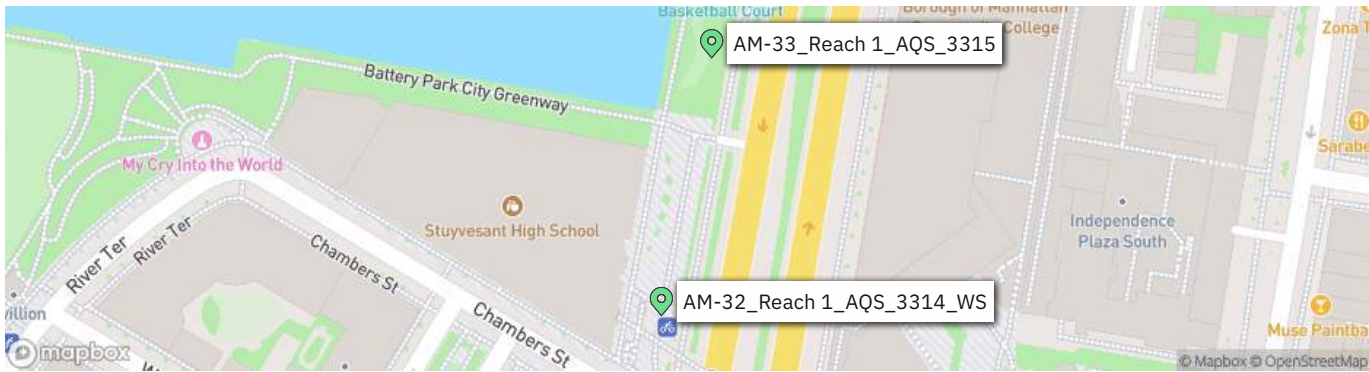 Basketball Court
Borough of Manhattan
College
Zona T
AM-33_Reach 1_AQS_3315
Battery Park City Greenway
My Cry Into the World
Sarabe
Stuyvesant High School
Independence
Plaza South
River Ter
River Ter
Chambers St
AM-32_Reach 1_AQS_3314_WS
villion
Chambers St
Muse Paintba
mapbox
W
© Mapbox © OpenStreetMap